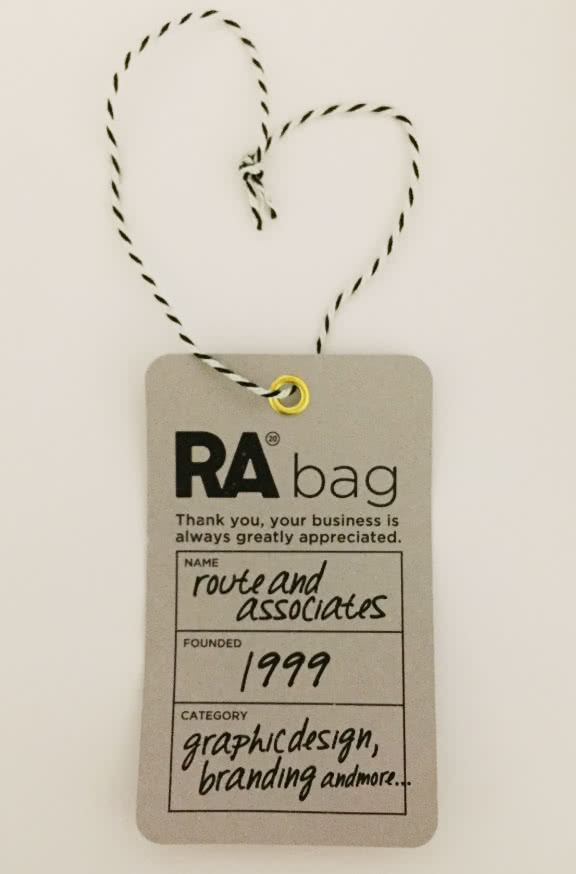 RA⑳ bag
Thank you, your business is
always greatly appreciated.
NAME
route and
associates
FOUNDED
1999
CATEGORY
graphic design,
branding and more...